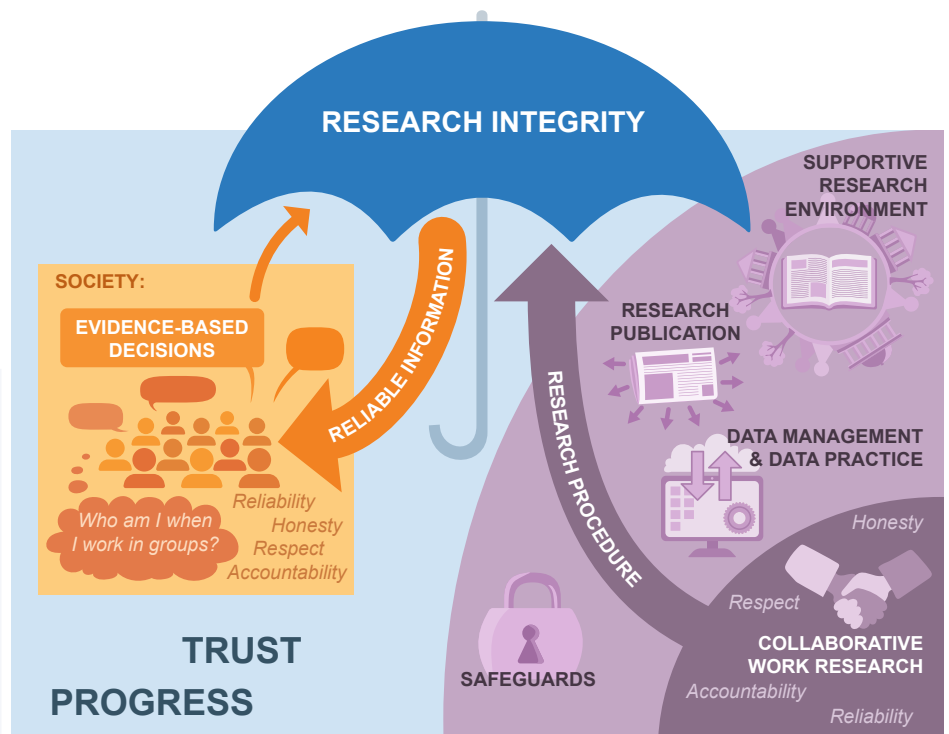 RESEARCH INTEGRITY
SOCIETY:
EVIDENCE-BASED
DECISIONS
Who am I when
I work in groups?
Reliability
Honesty
Respect
Accountability
RELIABLE INFORMATION
TRUST
PROGRESS
RESEARCH PROCEDURE
SUPPORTIVE
RESEARCH
ENVIRONMENT
RESEARCH
PUBLICATION
DATA MANAGEMENT
& DATA PRACTICE
SAFEGUARDS
Honesty
Respect
COLLABORATIVE
WORK RESEARCH
Accountability
Reliability